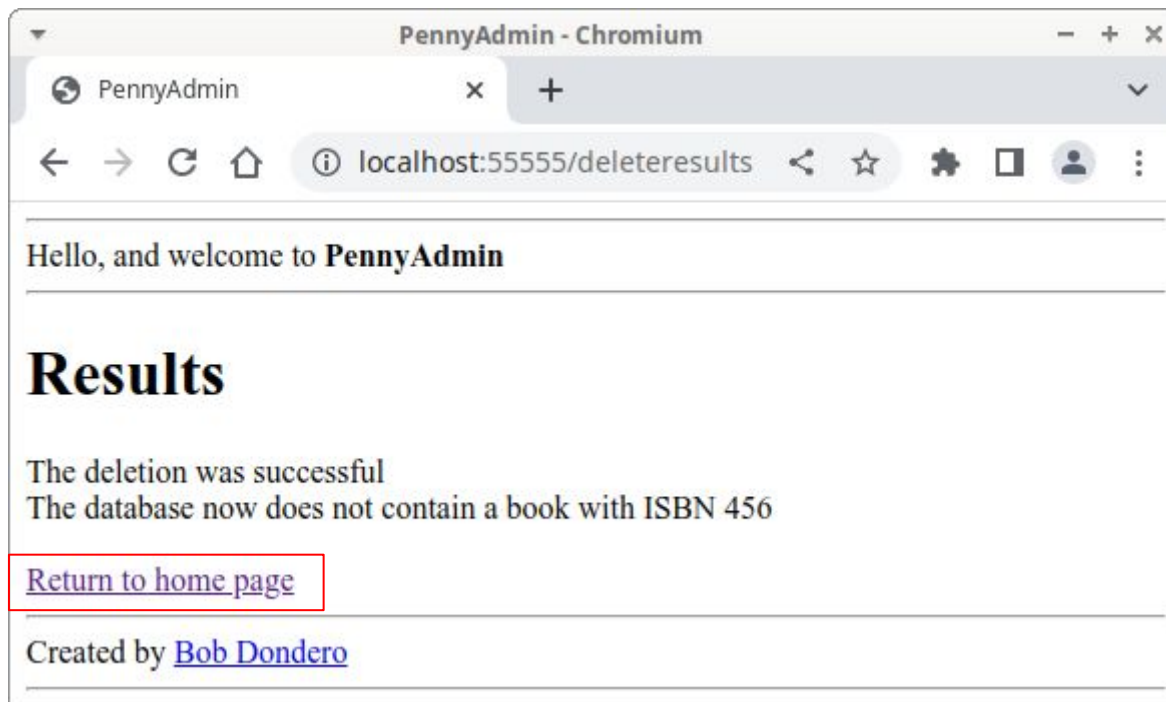 PennyAdmin - Chromium
PennyAdmin
localhost:55555/deleteresults
Hello, and welcome to PennyAdmin
Results
The deletion was successful
The database now does not contain a book with ISBN 456
Return to home page
Created by Bob Dondero